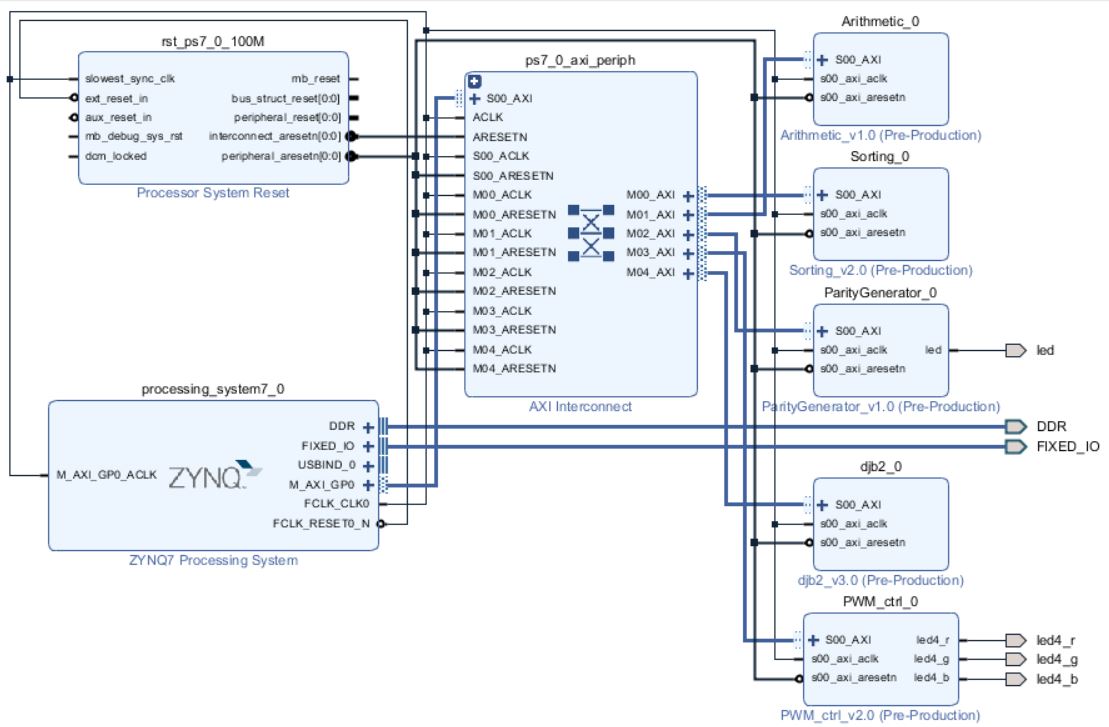 rst_ps7_0_100M
slowest_sync_clk
ext_reset_in
aux_reset_in
mb_debug_sys_rst
dcm_locked
mb_reset
bus_struct_reset[0:0]
peripheral_reset[0:0]
interconnect_aresetn[0:0]
peripheral_aresetn[0:0]
Processor System Reset
processing_system7_0
M_AXI_GP0_ACLK
ZYNQ
DDR
FIXED_IO
USBIND_0
M_AXI_GP0
FCLK_CLK0
FCLK_RESET0_N
ZYNQ7 Processing System
ps7_0_axi_periph
S00_AXI
ACLK
ARESETN
S00_ACLK
S00_ARESETN
M00_ACLK
M00_ARESETN
M01_ACLK
M01_ARESETN
M02_ACLK
M02_ARESETN
M03_ACLK
M03_ARESETN
M04_ACLK
M04_ARESETN
M00_AXI
M01_AXI
M02_AXI
M03_AXI
M04_AXI
AXI Interconnect
Arithmetic_0
S00_AXI
s00_axi_aclk
s00_axi_aresetn
Arithmetic_v1.0 (Pre-Production)
Sorting_0
S00_AXI
s00_axi_aclk
s00_axi_aresetn
Sorting_v2.0 (Pre-Production)
ParityGenerator_0
S00_AXI
s00_axi_aclk
s00_axi_aresetn
led
ParityGenerator_v1.0 (Pre-Production)
led
DDR
FIXED_IO
djb2_0
S00_AXI
s00_axi_aclk
s00_axi_aresetn
djb2_v3.0 (Pre-Production)
PWM_ctrl_0
S00_AXI
s00_axi_aclk
s00_axi_aresetn
led4_r
led4_g
led4_b
PWM_ctrl_v2.0 (Pre-Production)
led4_r
led4_g
led4_b